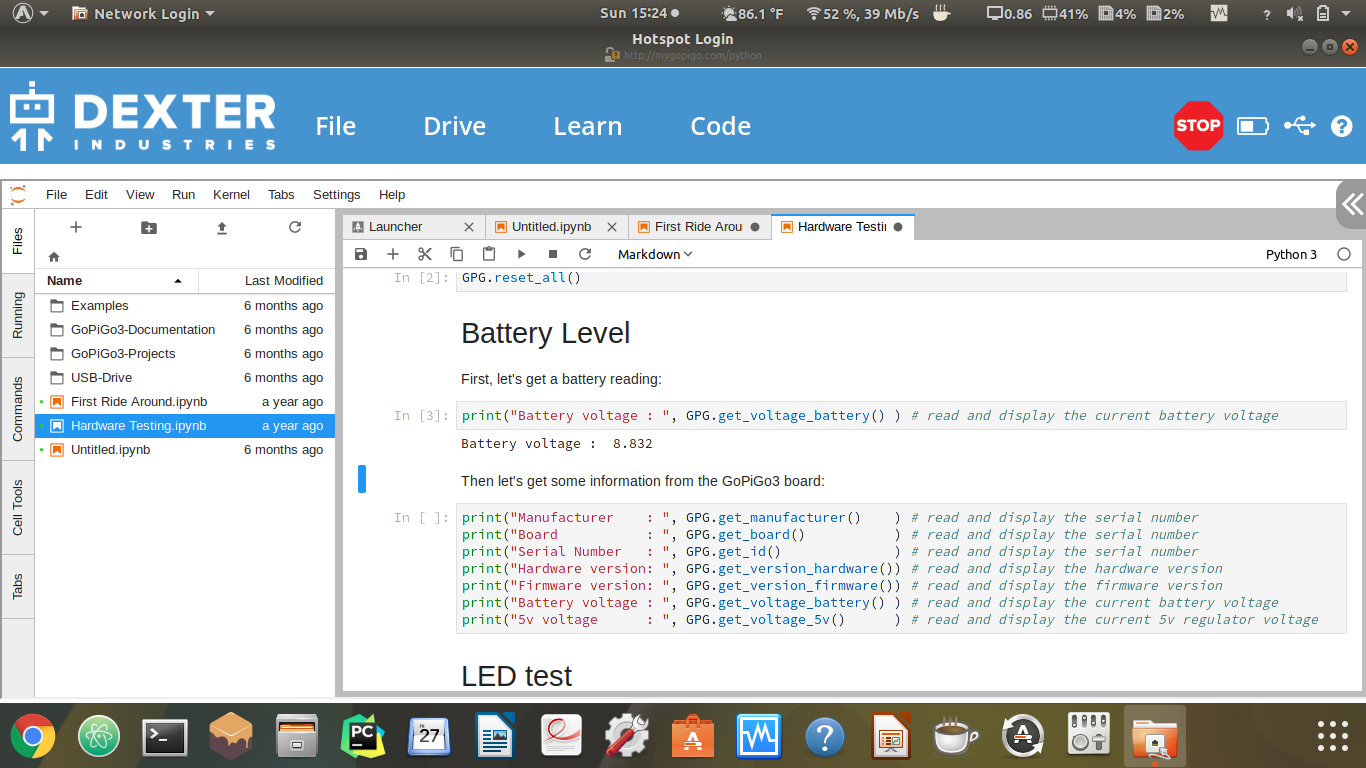 Network Login
Sun 15:24
86.1 °F
52 %, 39 Mb/s
0.86
41%
4%
2%
?
Hotspot Login
http://mygopigo.com/python
DEXTER
INDUSTRIES
File
Drive
Learn
Code
STOP
?
File
Edit
View
Run
Kernel
Tabs
Settings
Help
Files
Running
Commands
Cell Tools
Tabs
Name
Last Modified
Examples 6 months ago
GoPiGo3-Documentation 6 months ago
GoPiGo3-Projects 6 months ago
USB-Drive 6 months ago
First Ride Around.ipynb a year ago
Hardware Testing.ipynb a year ago
Untitled.ipynb 6 months ago
Launcher
Untitled.ipynb
First Ride Arou
Hardware Testi
Markdown
Python 3
In [2]: GPG.reset_all()
Battery Level
First, let's get a battery reading:
In [3]: print("Battery voltage : ", GPG.get_voltage_battery() ) # read and display the current battery voltage
Battery voltage :  8.832
Then let's get some information from the GoPiGo3 board:
In [ ]: print("Manufacturer    : ", GPG.get_manufacturer()    ) # read and display the serial number
print("Board           : ", GPG.get_board()           ) # read and display the serial number
print("Serial Number   : ", GPG.get_id()              ) # read and display the serial number
print("Hardware version: ", GPG.get_version_hardware()) # read and display the hardware version
print("Firmware version: ", GPG.get_version_firmware()) # read and display the firmware version
print("Battery voltage : ", GPG.get_voltage_battery() ) # read and display the current battery voltage
print("5v voltage      : ", GPG.get_voltage_5v()      ) # read and display the current 5v regulator voltage
LED test
>_
PC
27
?